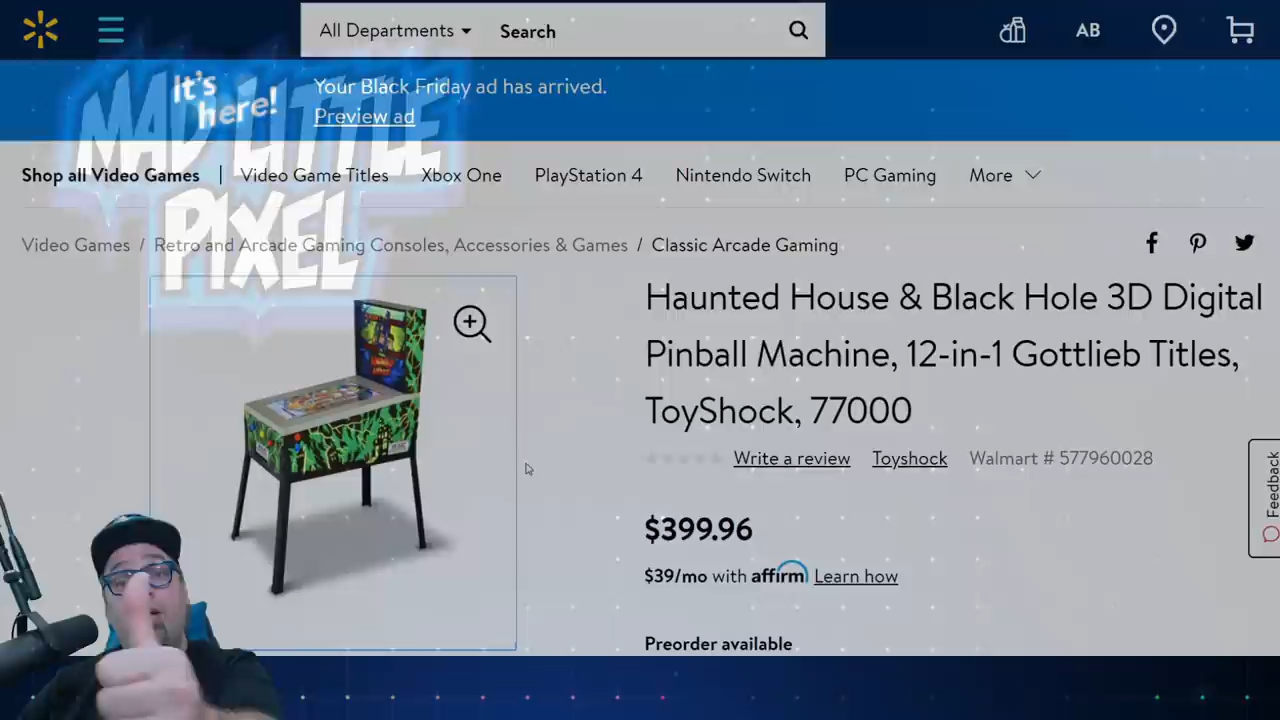 All Departments
Search
AB
It's
here!
Your Black Friday ad has arrived.
Preview ad
MAD LITTLE
PIXEL
Shop all Video Games | Video Game Titles Xbox One PlayStation 4 Nintendo Switch PC Gaming More
Video Games / Retro and Arcade Gaming Consoles, Accessories & Games / Classic Arcade Gaming
Haunted House & Black Hole 3D Digital
Pinball Machine, 12-in-1 Gottlieb Titles,
ToyShock, 77000
Write a review Toyshock Walmart # 577960028
Feedback
$399.96
$39/mo with affirm Learn how
Preorder available